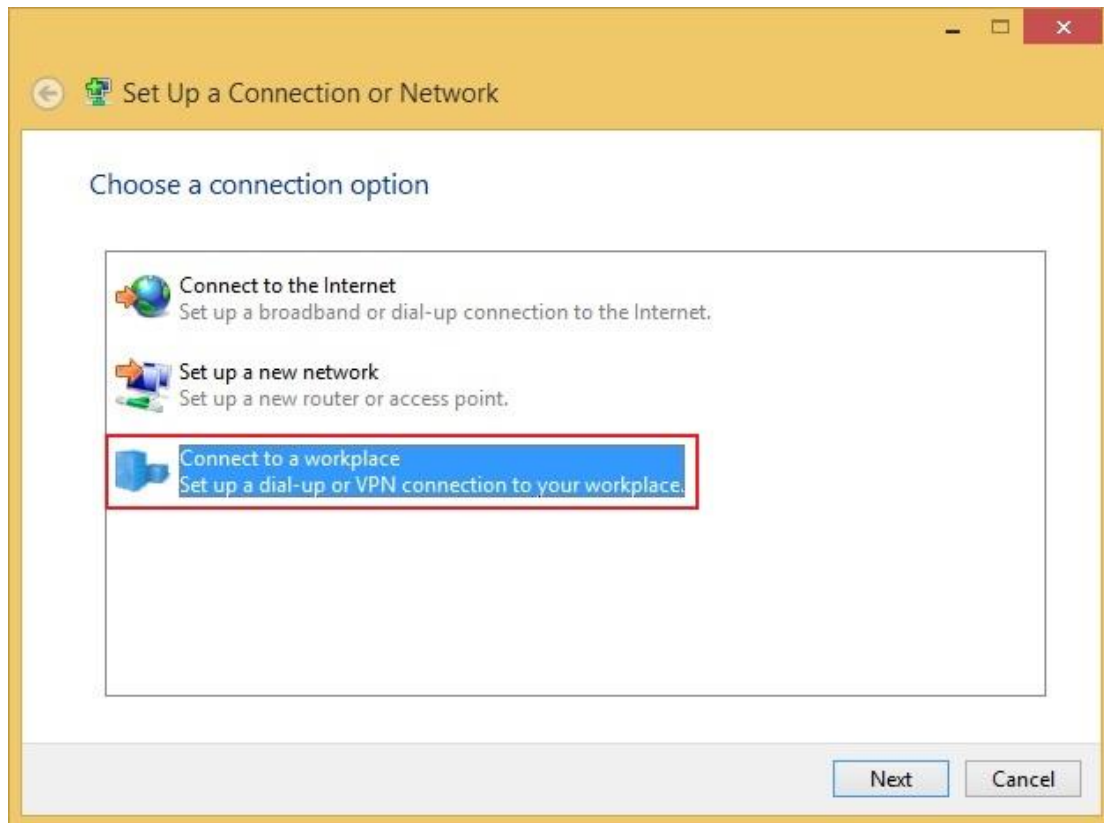 Set Up a Connection or Network
Choose a connection option
Connect to the Internet
Set up a broadband or dial-up connection to the Internet.
Set up a new network
Set up a new router or access point.
Connect to a workplace
Set up a dial-up or VPN connection to your workplace.
Next
Cancel